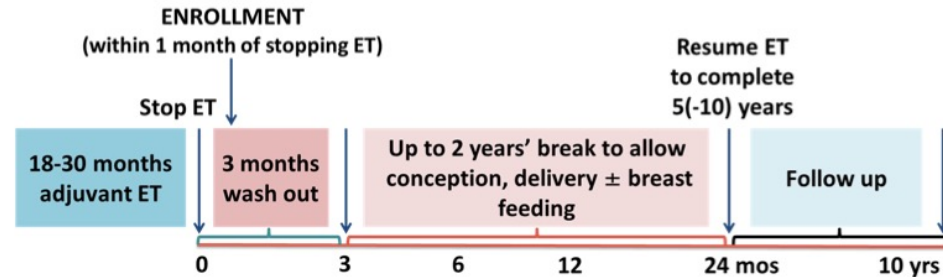 ENROLLMENT
(within 1 month of stopping ET)
Resume ET
to complete
5(-10) years
Stop ET
18-30 months
adjuvant ET
3 months
wash out
Up to 2 years' break to allow
conception, delivery ± breast
feeding
Follow up
0 3 6 12 24 mos 10 yrs